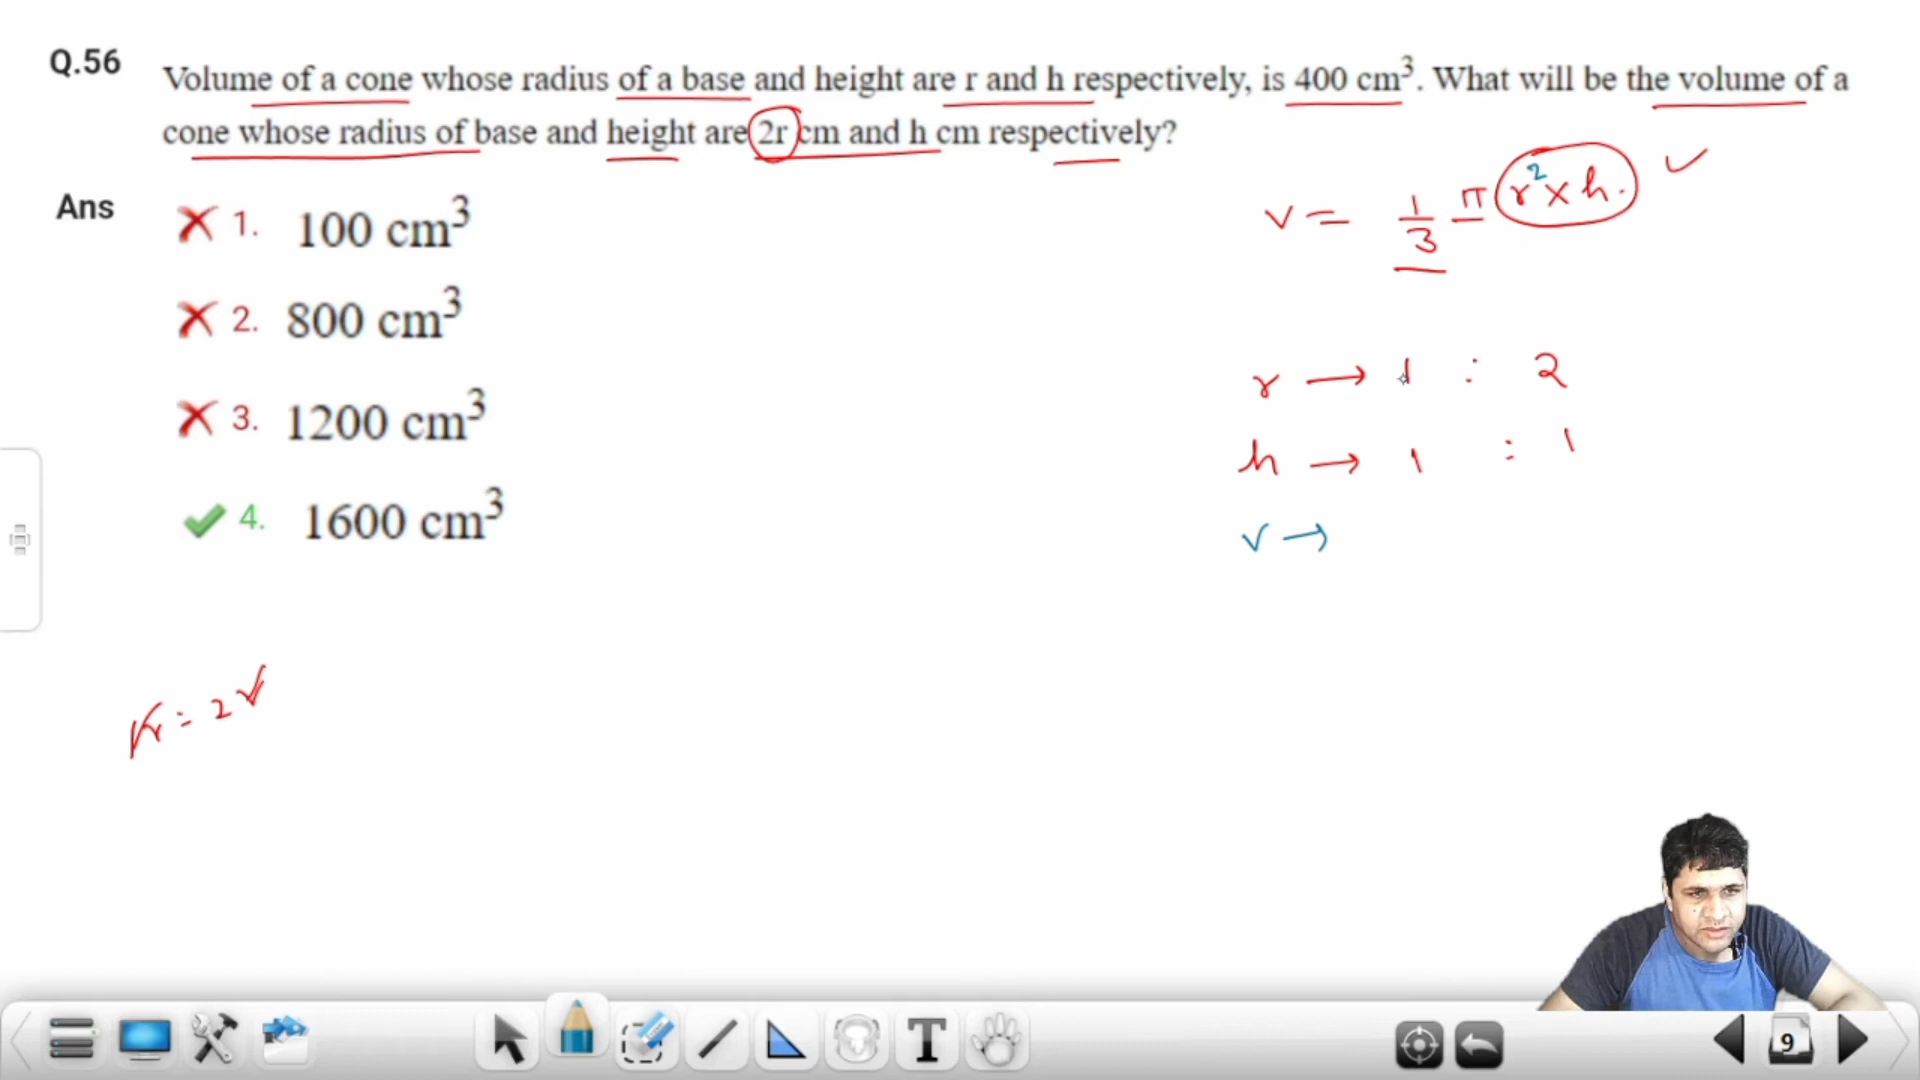 Q.56
Volume of a cone whose radius of a base and height are r and h respectively, is 400 cm³. What will be the volume of a
cone whose radius of base and height are 2r cm and h cm respectively?
Ans
1. 100 cm³
2. 800 cm³
3. 1200 cm³
4. 1600 cm³
v = 1/3 π r² × h.
r → 1 : 2
h → 1 : 1
v →
= 2
T
9